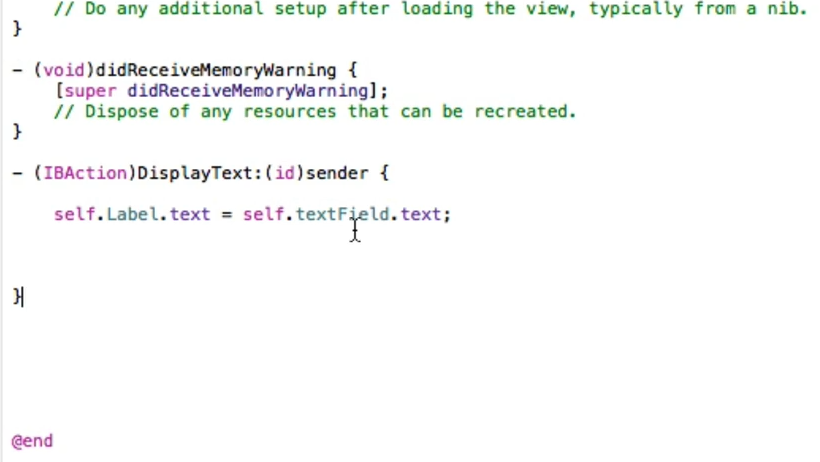 // Do any additional setup after loading the view, typically from a nib.
}
- (void)didReceiveMemoryWarning {
[super didReceiveMemoryWarning];
// Dispose of any resources that can be recreated.
}
- (IBAction)DisplayText:(id)sender {
self.Label.text = self.textField.text;
}
@end